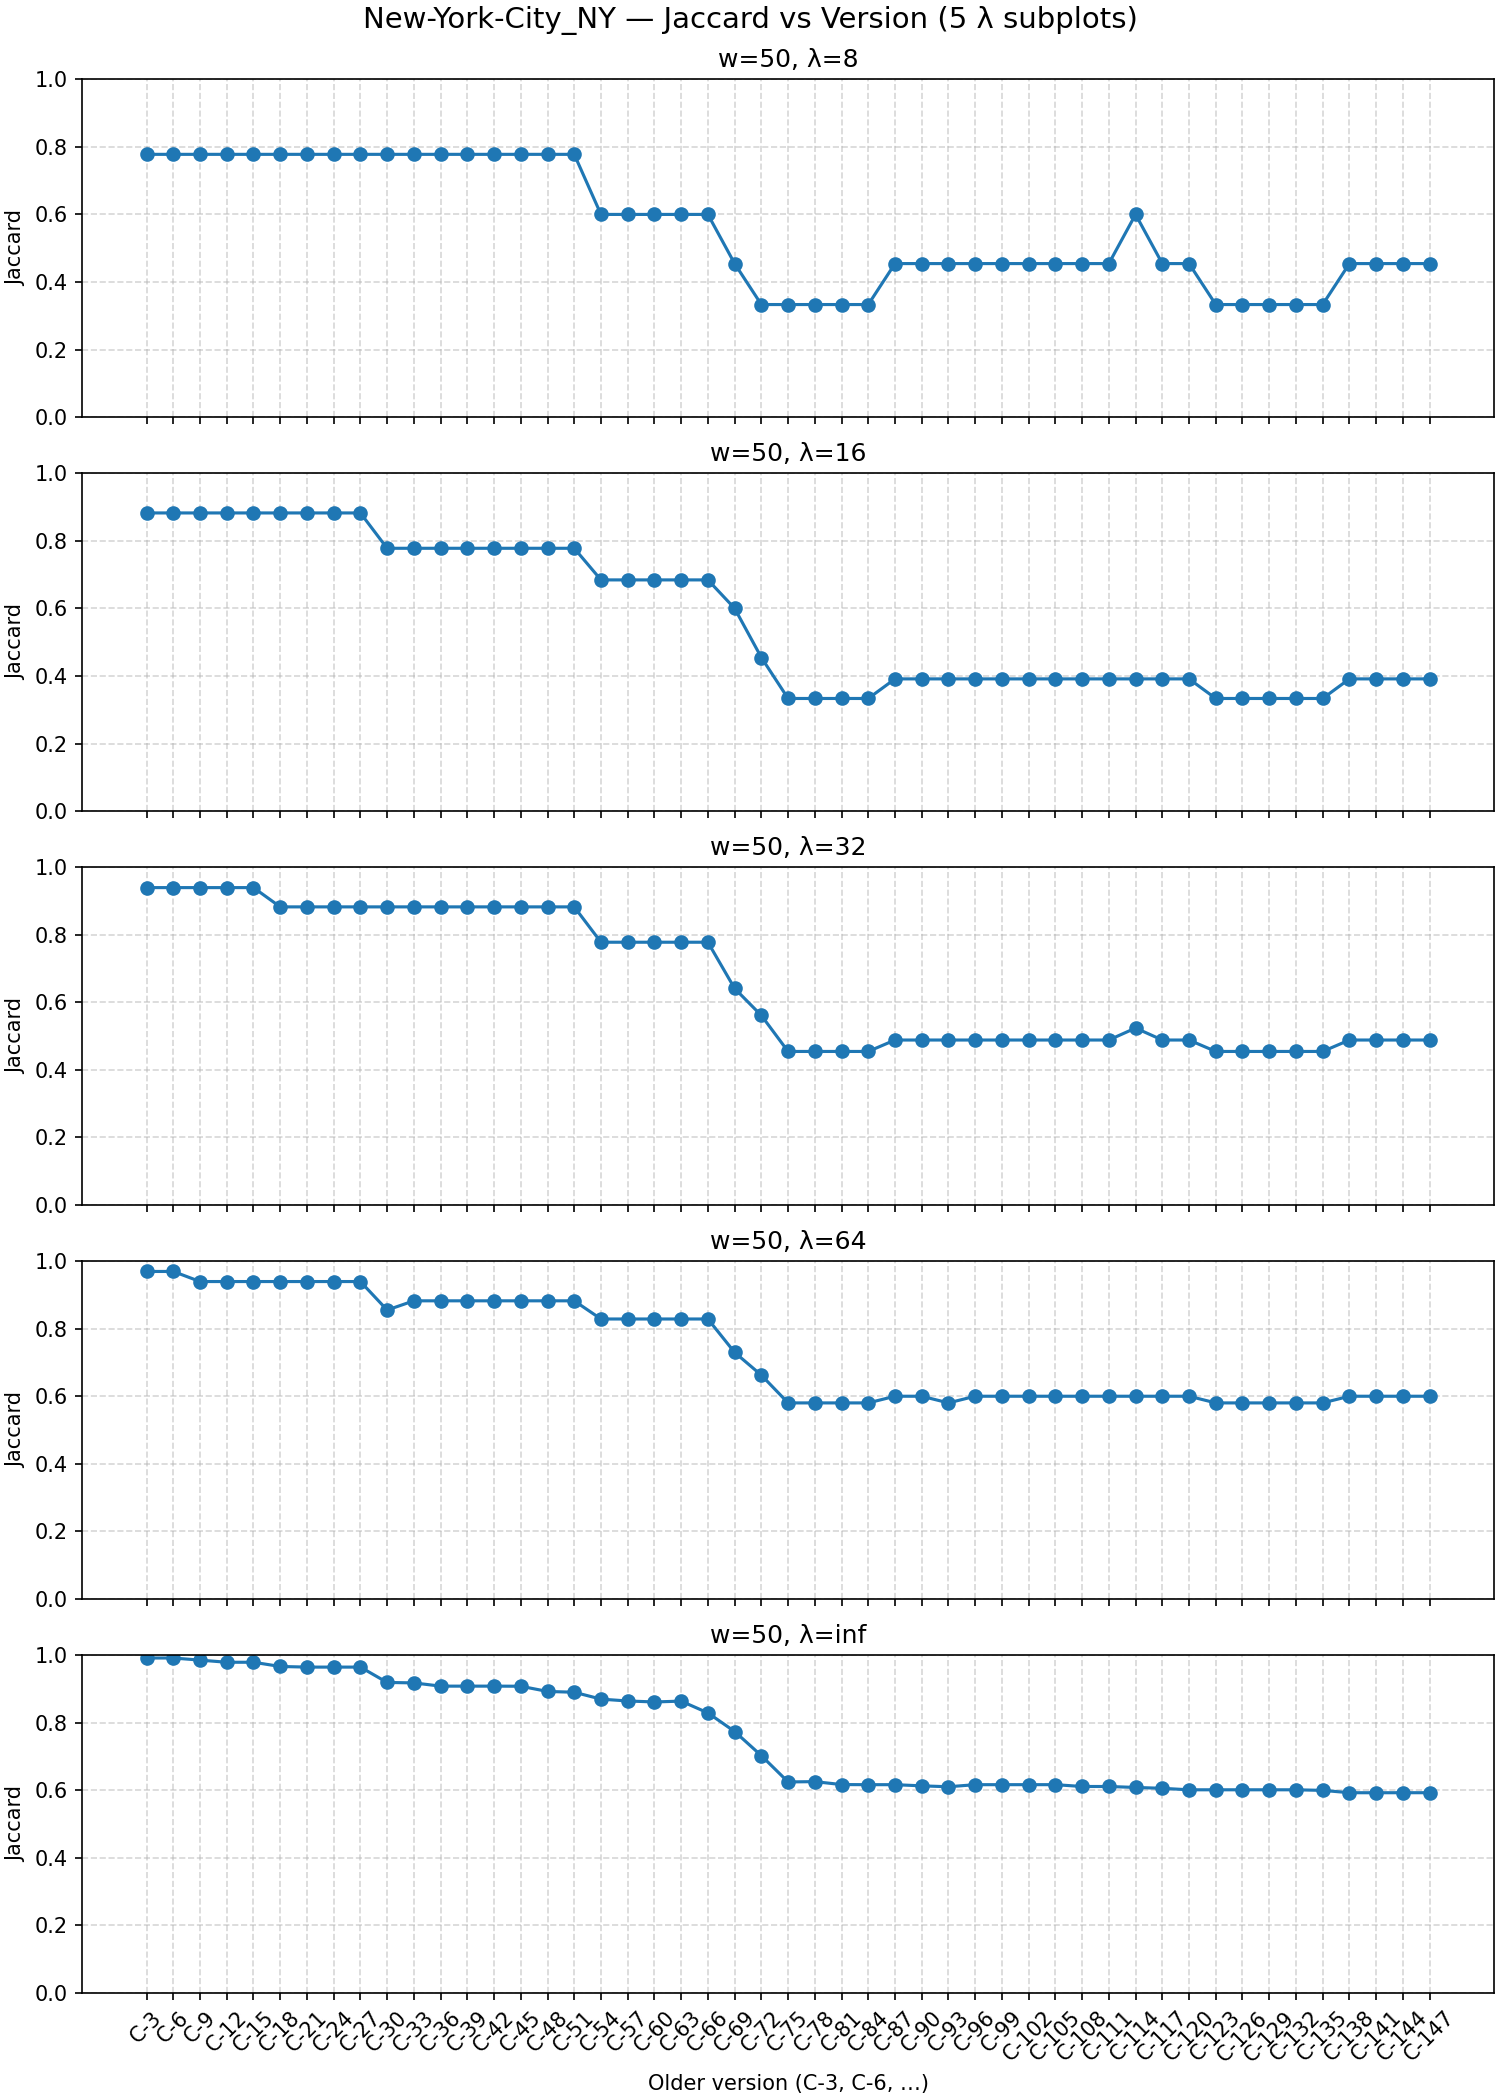 New-York-City_NY — Jaccard vs Version (5 λ subplots)
w=50, λ=8
1.0
0.8
0.6
0.4
0.2
0.0
Jaccard
w=50, λ=16
1.0
0.8
0.6
0.4
0.2
0.0
Jaccard
w=50, λ=32
1.0
0.8
0.6
0.4
0.2
0.0
Jaccard
w=50, λ=64
1.0
0.8
0.6
0.4
0.2
0.0
Jaccard
w=50, λ=inf
1.0
0.8
0.6
0.4
0.2
0.0
Jaccard
C-3 C-6 C-9 C-12 C-15 C-18 C-21 C-24 C-27 C-30 C-33 C-36 C-39 C-42 C-45 C-48 C-51 C-54 C-57 C-60 C-63 C-66 C-69 C-72 C-75 C-78 C-81 C-84 C-87 C-90 C-93 C-96 C-99 C-102 C-105 C-108 C-111 C-114 C-117 C-120 C-123 C-126 C-129 C-132 C-135 C-138 C-141 C-144 C-147
Older version (C-3, C-6, ...)